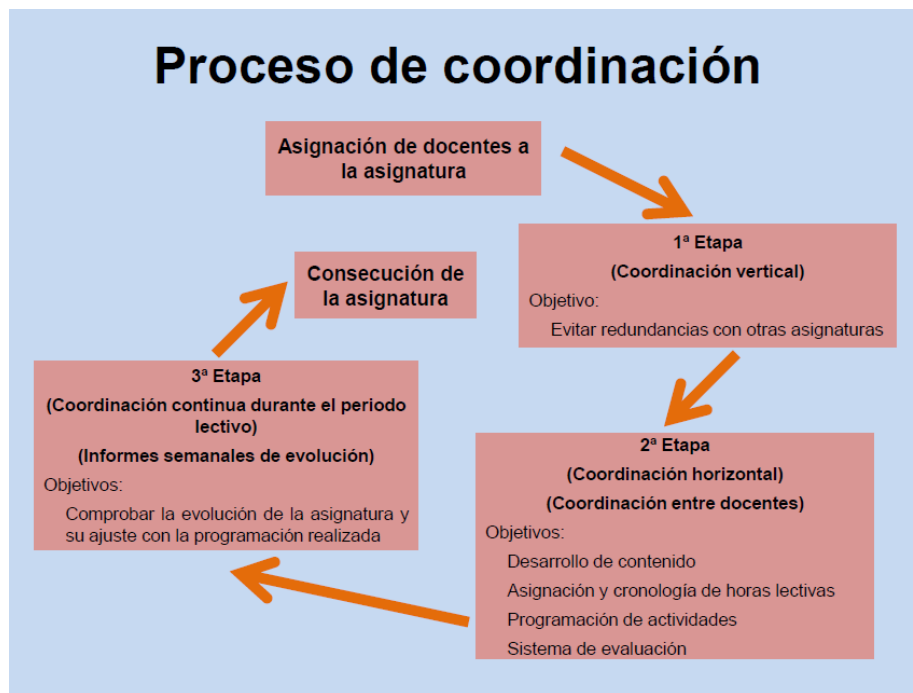 Proceso de coordinación
Asignación de docentes a
la asignatura
1ª Etapa
(Coordinación vertical)
Objetivo:
Evitar redundancias con otras asignaturas
2ª Etapa
(Coordinación horizontal)
(Coordinación entre docentes)
Objetivos:
Desarrollo de contenido
Asignación y cronología de horas lectivas
Programación de actividades
Sistema de evaluación
3ª Etapa
(Coordinación continua durante el periodo
lectivo)
(Informes semanales de evolución)
Objetivos:
Comprobar la evolución de la asignatura y
su ajuste con la programación realizada
Consecución de
la asignatura